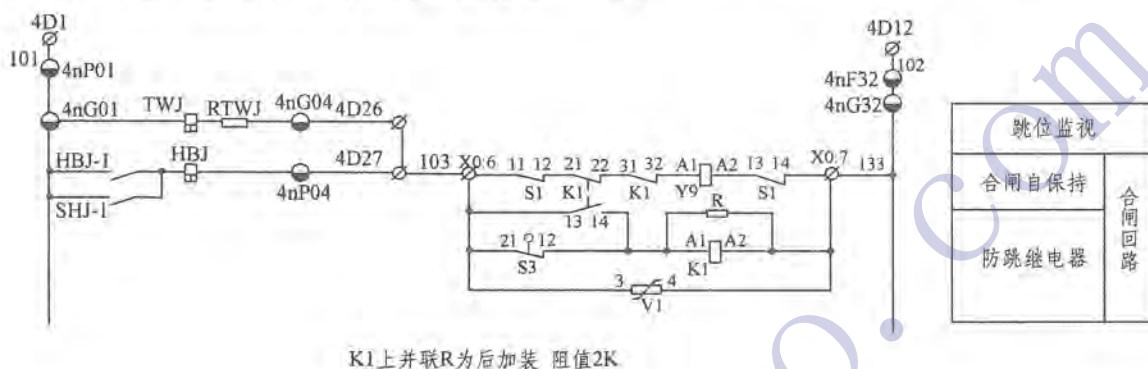 4D1
101
4nP01
4nG01
TWJ
RTWJ
4nG04
4D26
HBJ-1
HBJ
4nP04
4D27
SHJ-1
103
X0:6
11 12
S1
21 22
K1
31 32
K1
A1 A2
Y9
13 14
S1
X0:7
133
4D12
102
4nF32
4nG32
13 14
R
21 12
S3
A1 A2
K1
3 4
V1
跳位监视
合闸自保持
防跳继电器
合闸回路
K1上并联R为后加装 阻值2K
o.com